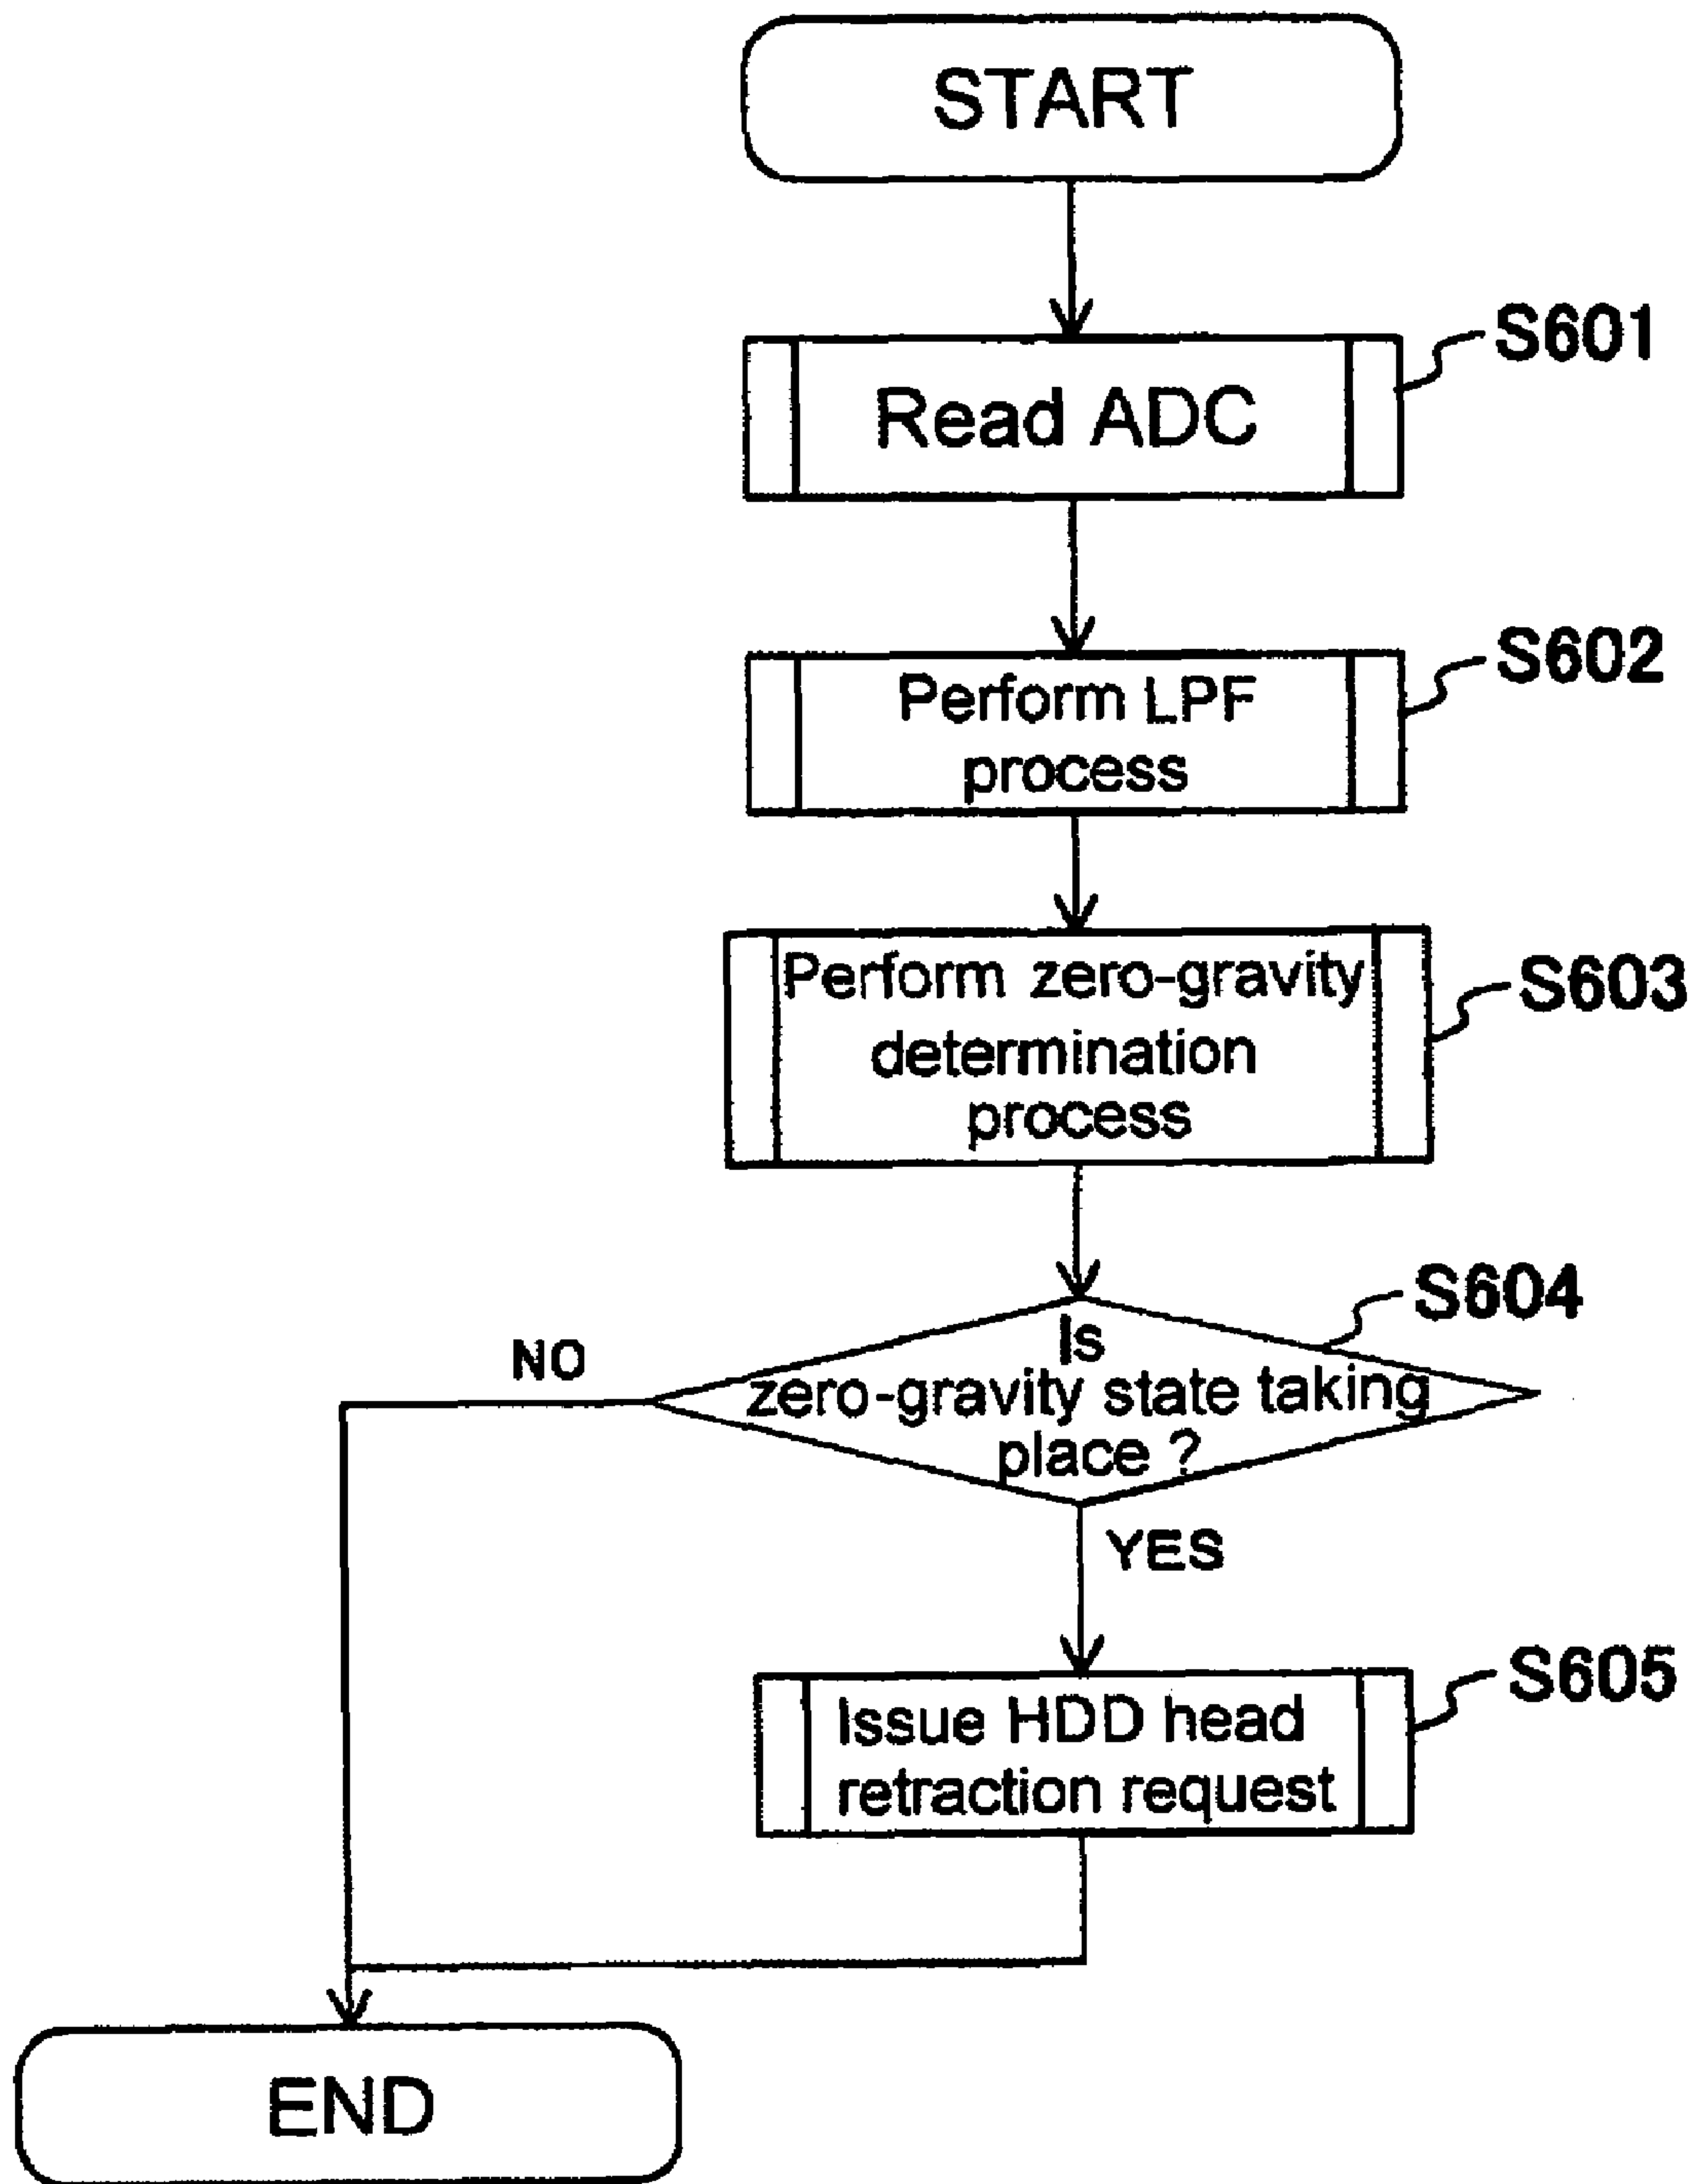 START
S601
Read ADC
S602
Perform LPF
process
Perform zero-gravity
S603
determination
process
S604
Is
NO
zero-gravity state taking
place ?
YES
S605
Issue HDD head
retraction request
END